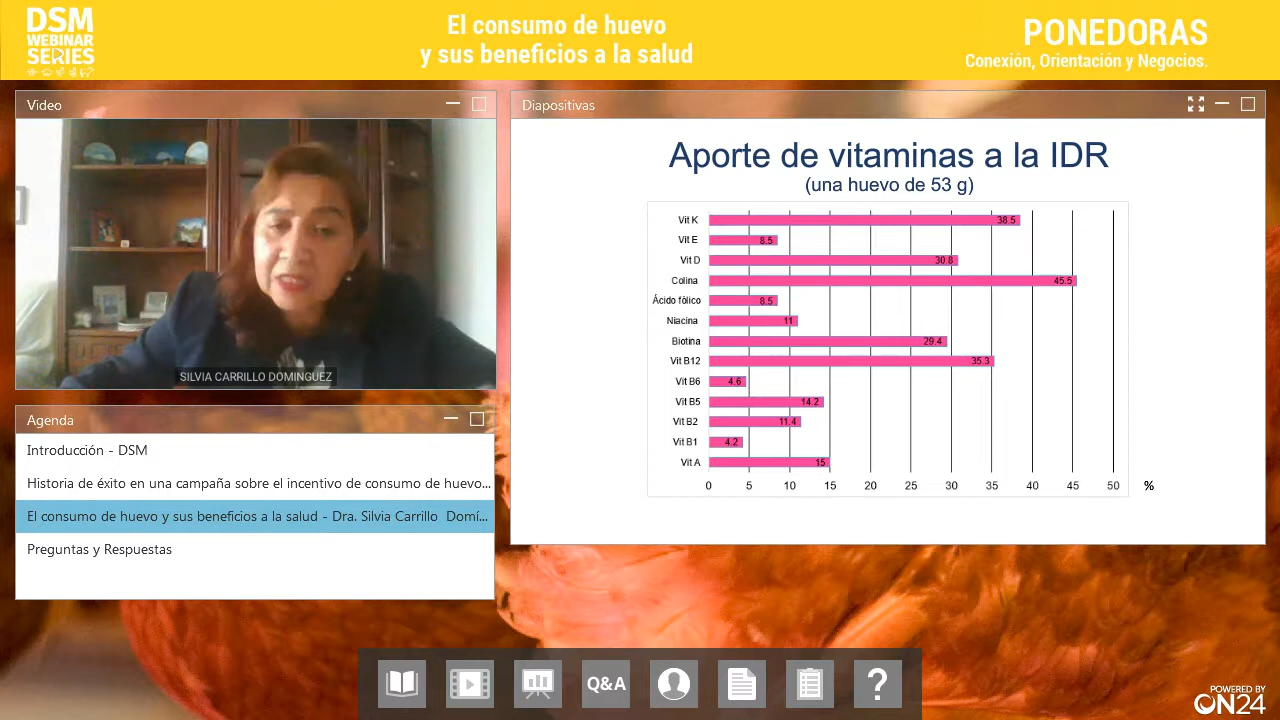 DSM
WEBINAR
SERIES
El consumo de huevo
y sus beneficios a la salud
PONEDORAS
Conexión, Orientación y Negocios.
Video
SILVIA CARRILLO DOMINGUEZ
Agenda
Introducción - DSM
Historia de éxito en una campaña sobre el incentivo de consumo de huevo...
El consumo de huevo y sus beneficios a la salud - Dra. Silvia Carrillo Domí...
Preguntas y Respuestas
Diapositivas
Aporte de vitaminas a la IDR
(una huevo de 53 g)
Vit K 38.5
Vit E 8.5
Vit D 30.8
Colina 45.5
Ácido fòlico 8.5
Niacina 11
Biotina 29.4
Vit B12 35.3
Vit B6 4.6
Vit B5 14.2
Vit B2 11.4
Vit B1 4.2
Vit A 15
0 5 10 15 20 25 30 35 40 45 50 %
Q&A
?
POWERED BY
ON24